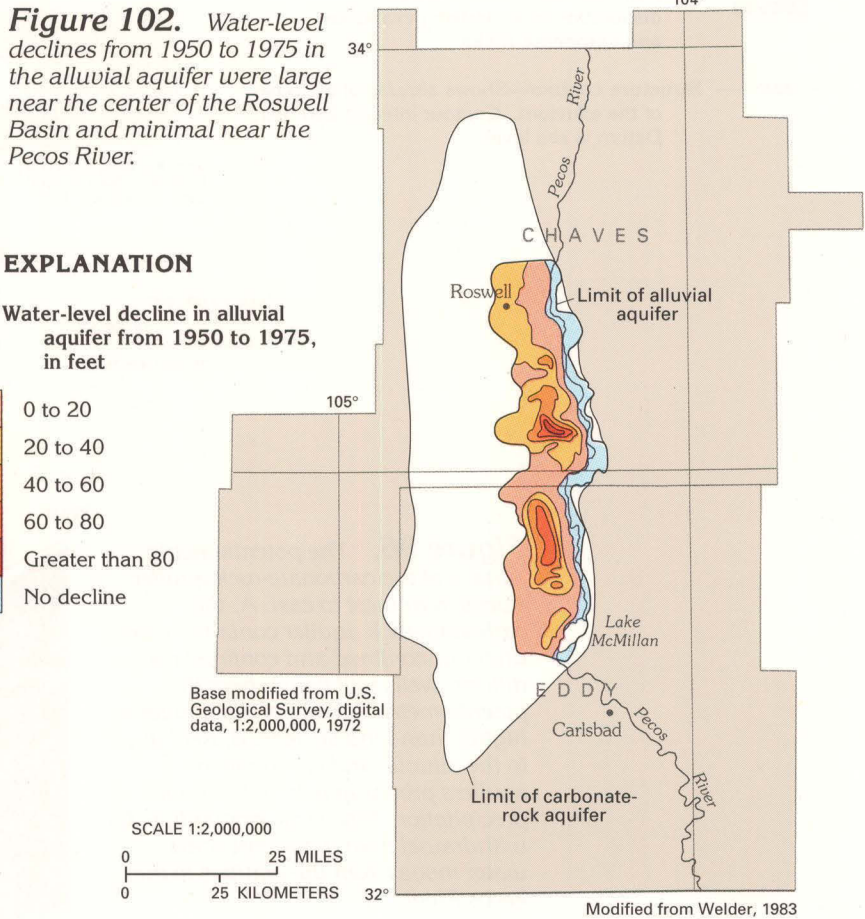 Figure 102. Water-level
declines from 1950 to 1975 in
the alluvial aquifer were large
near the center of the Roswell
Basin and minimal near the
Pecos River.
EXPLANATION
Water-level decline in alluvial
aquifer from 1950 to 1975,
in feet
0 to 20
20 to 40
40 to 60
60 to 80
Greater than 80
No decline
104°
34°
River
Pecos
CHAVES
Roswell
Limit of alluvial
aquifer
105°
Lake
McMillan
Base modified from U.S.
Geological Survey, digital
data, 1:2,000,000, 1972
EDDY
Carlsbad
Pecos
River
Limit of carbonate-
rock aquifer
SCALE 1:2,000,000
0 25 MILES
0 25 KILOMETERS
32°
Modified from Welder, 1983